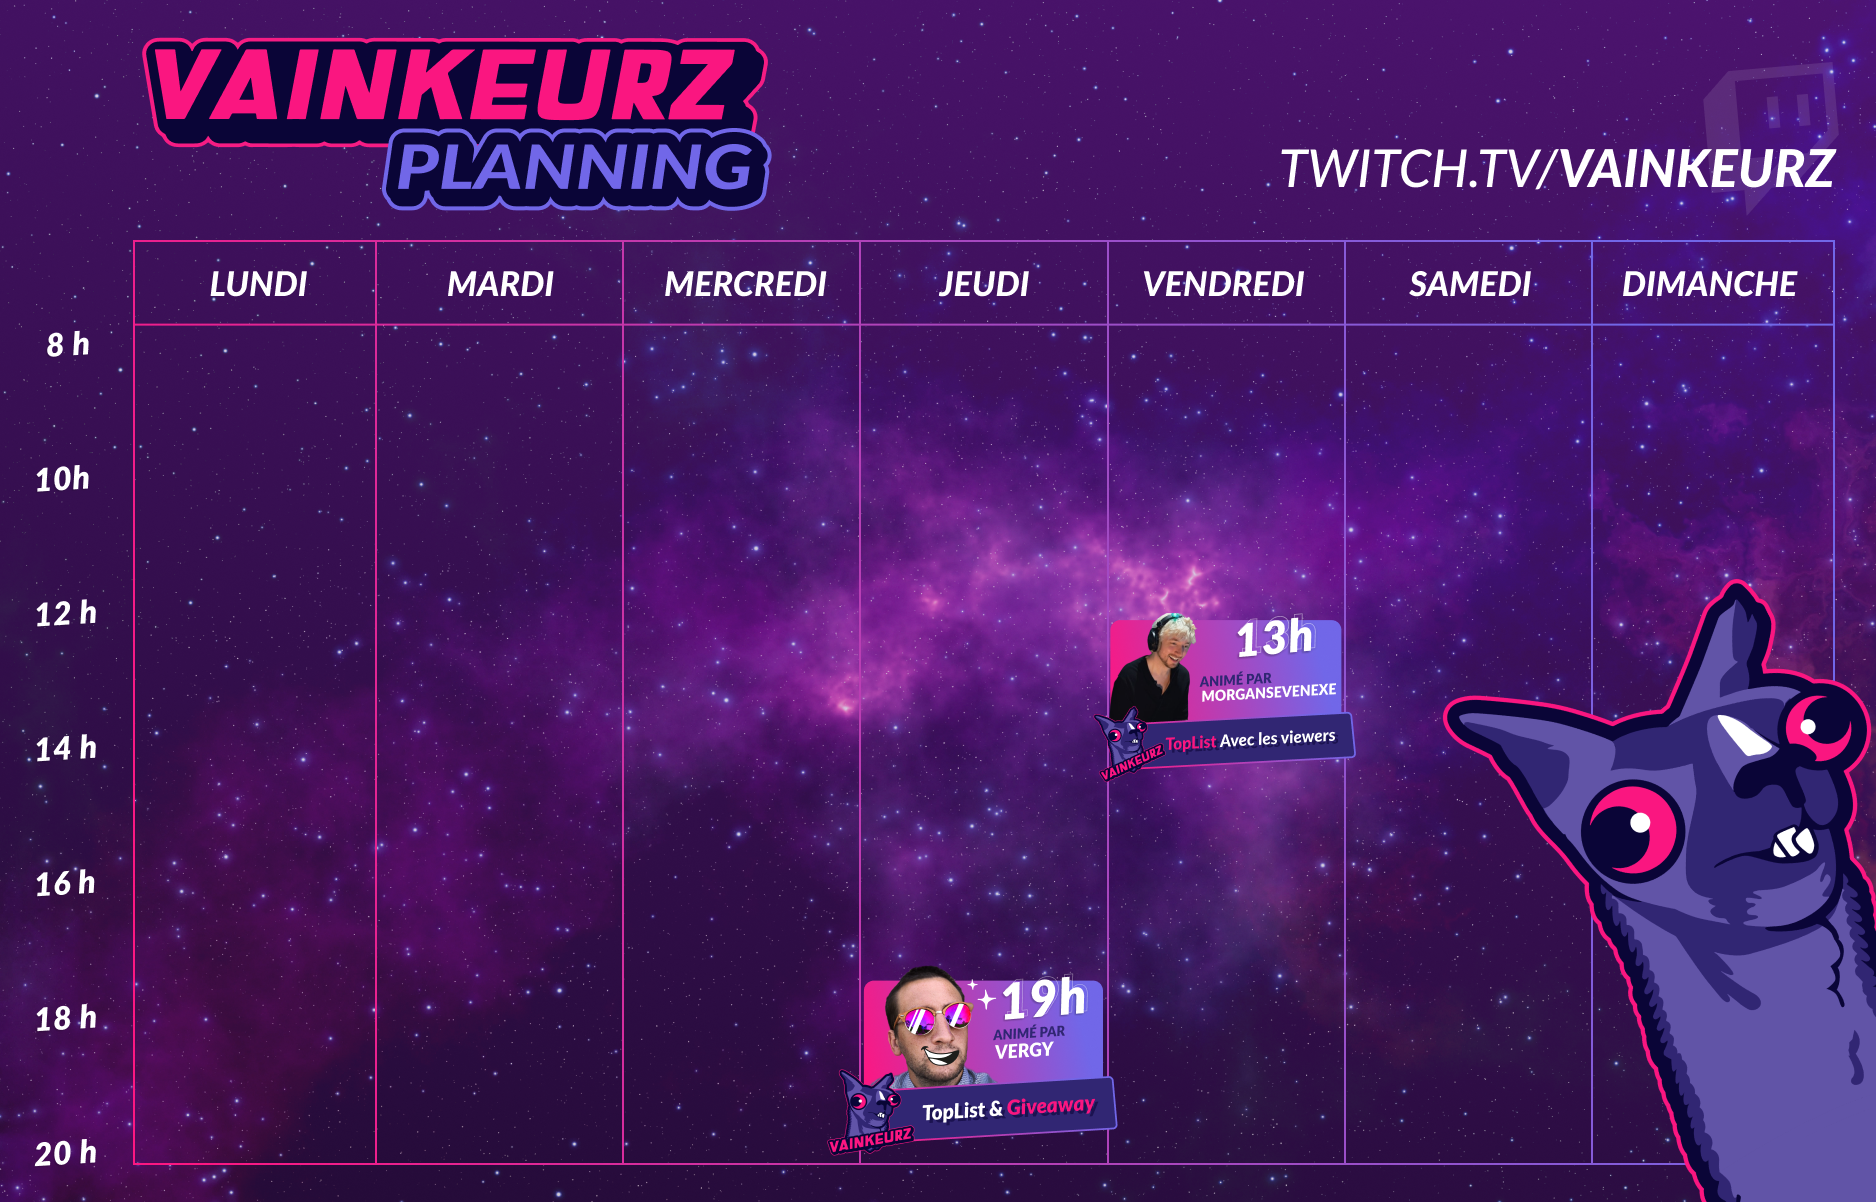 VAINKEURZ
PLANNING
TWITCH.TV/VAINKEURZ
LUNDI MARDI MERCREDI JEUDI VENDREDI SAMEDI DIMANCHE
8 h
10h
12 h
13h
ANIMÉ PAR
MORGANSEVENEXE
TopList Avec les viewers
VAINKEURZ
14 h
16 h
18 h
19h
ANIMÉ PAR
VERGY
TopList & Giveaway
VAINKEURZ
20 h